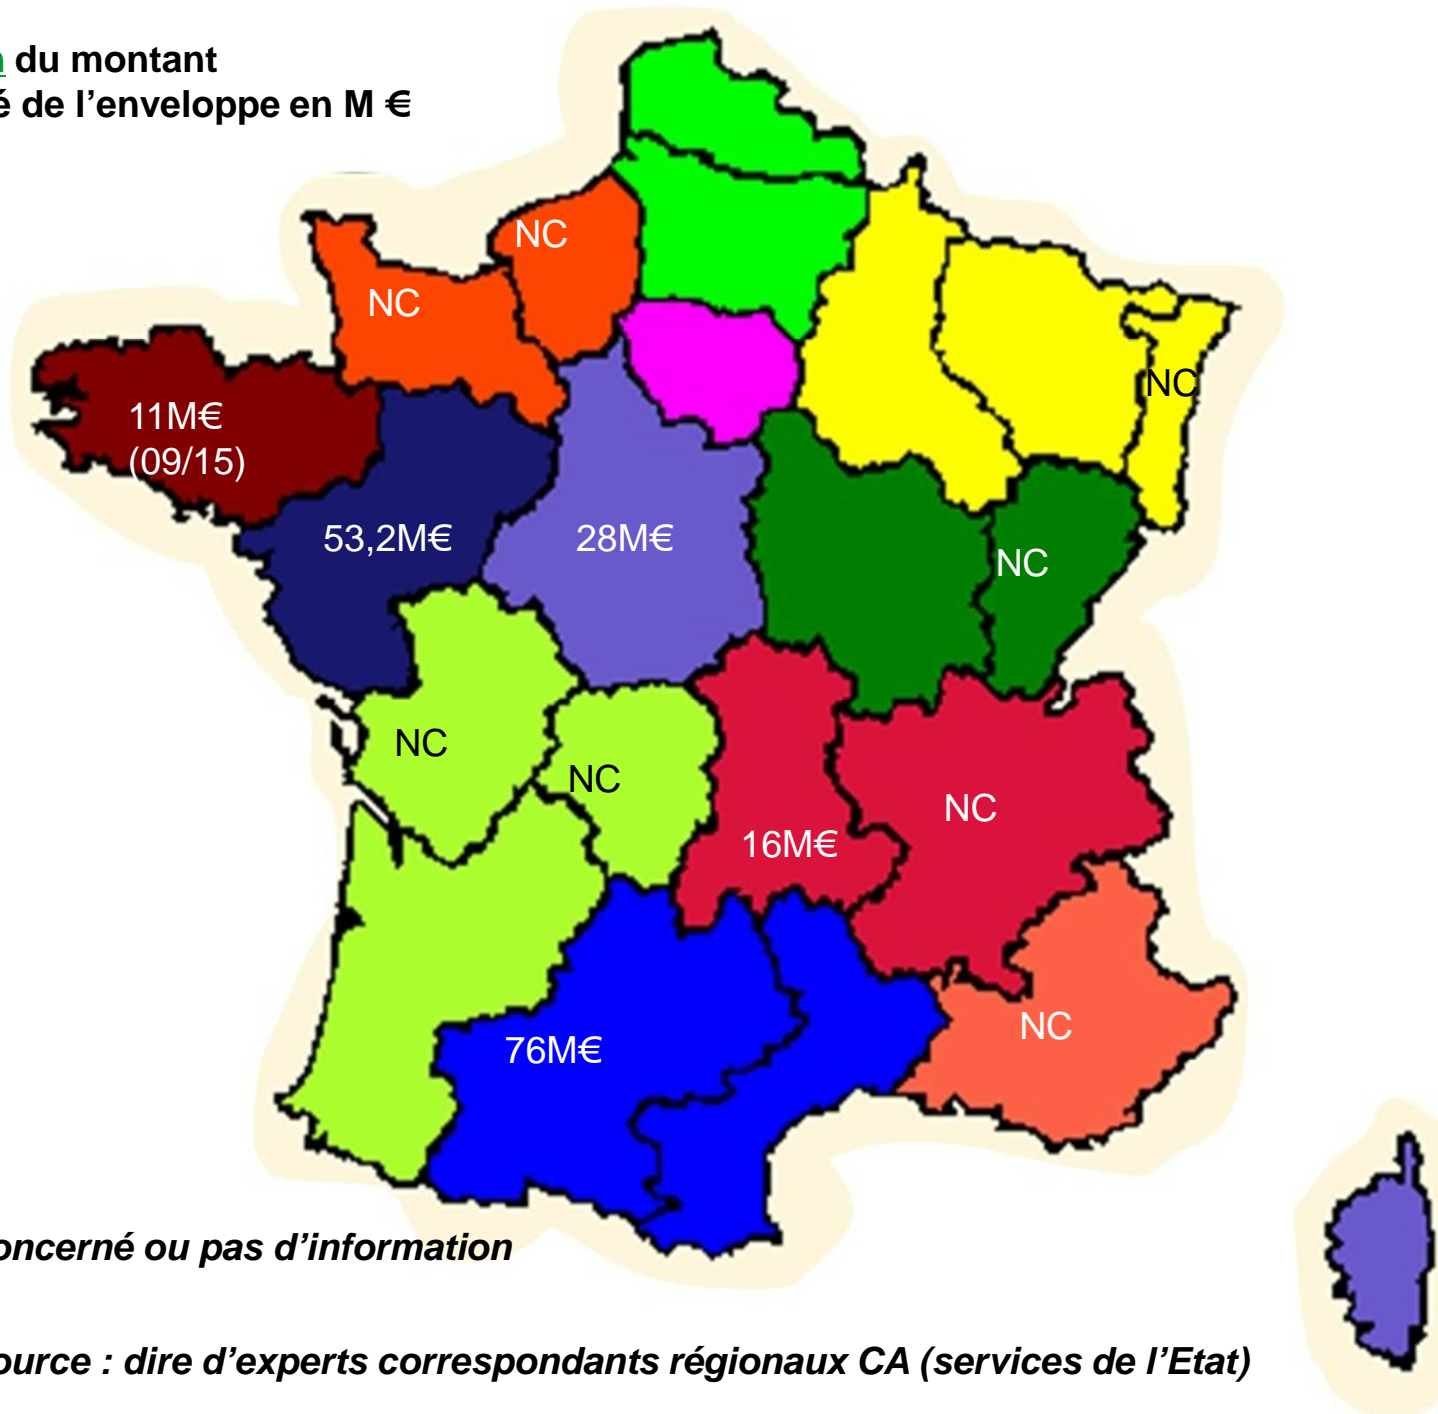 du montant
de l’enveloppe en M €
NC
NC
NC
11M€
(09/15)
53,2M€
28M€
NC
NC
NC
NC
16M€
NC
76M€
oncerné ou pas d’information
ource : dire d’experts correspondants régionaux CA (services de l’Etat)